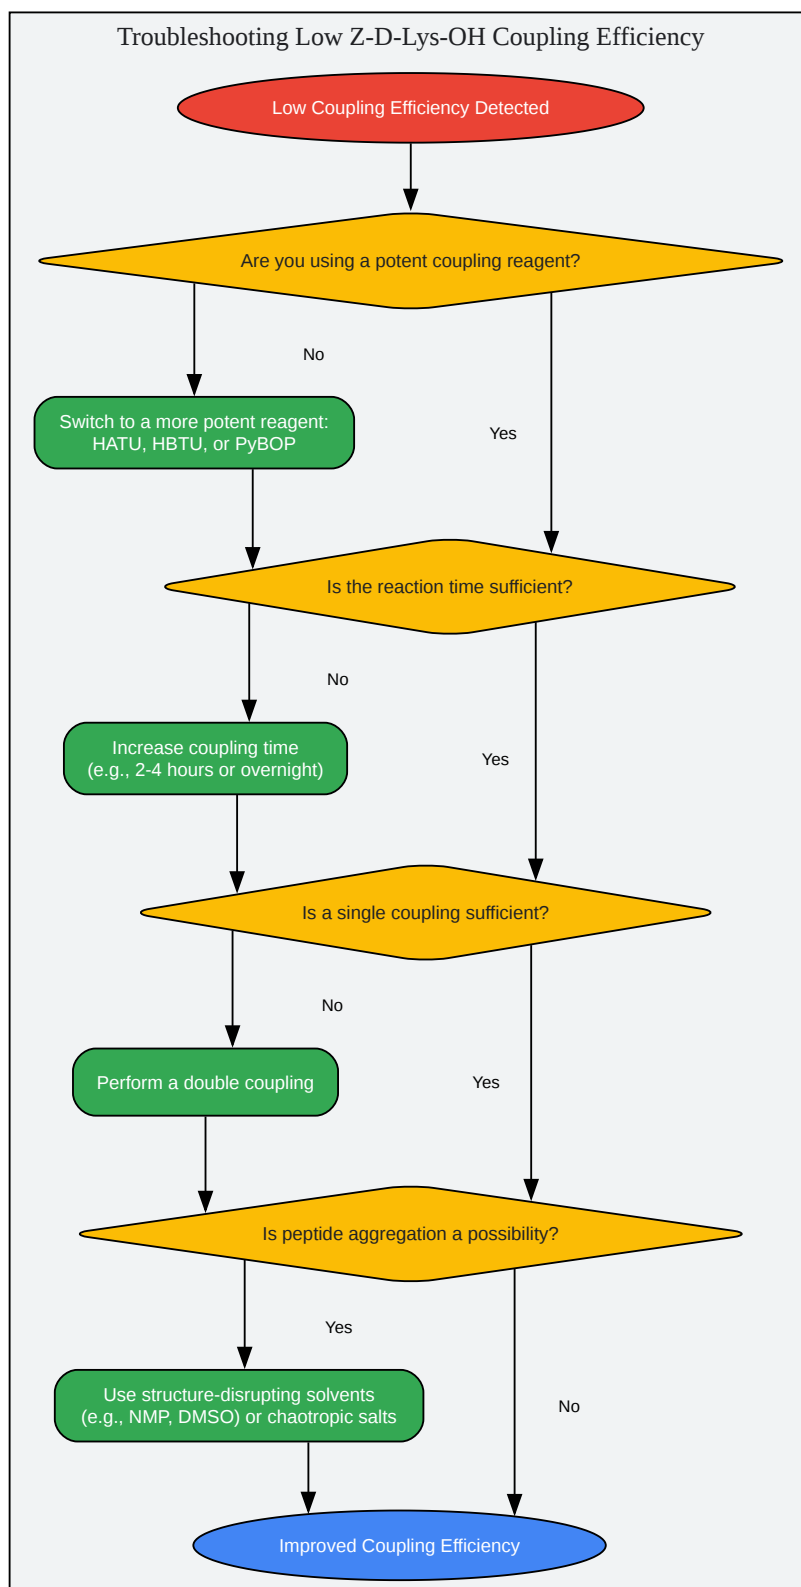 Troubleshooting Low Z-D-Lys-OH Coupling Efficiency
Low Coupling Efficiency Detected
Are you using a potent coupling reagent?
No
Switch to a more potent reagent:
HATU, HBTU, or PyBOP
Yes
Is the reaction time sufficient?
No
Increase coupling time
(e.g., 2-4 hours or overnight)
Yes
Is a single coupling sufficient?
No
Perform a double coupling
Yes
Is peptide aggregation a possibility?
Yes
Use structure-disrupting solvents
(e.g., NMP, DMSO) or chaotropic salts
No
Improved Coupling Efficiency